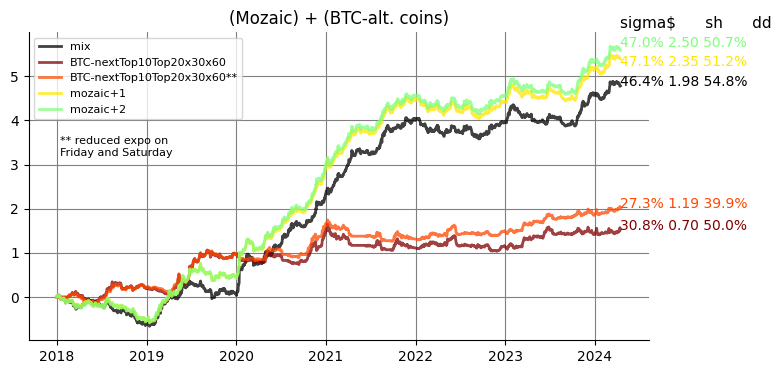 (Mozaic) + (BTC-alt. coins)
sigma$ sh dd
mix
BTC-nextTop10Top20x30x60
BTC-nextTop10Top20x30x60**
mozaic+1
mozaic+2
** reduced expo on
Friday and Saturday
47.0% 2.50 50.7%
47.1% 2.35 51.2%
46.4% 1.98 54.8%
27.3% 1.19 39.9%
30.8% 0.70 50.0%
5
4
3
2
1
0
2018 2019 2020 2021 2022 2023 2024